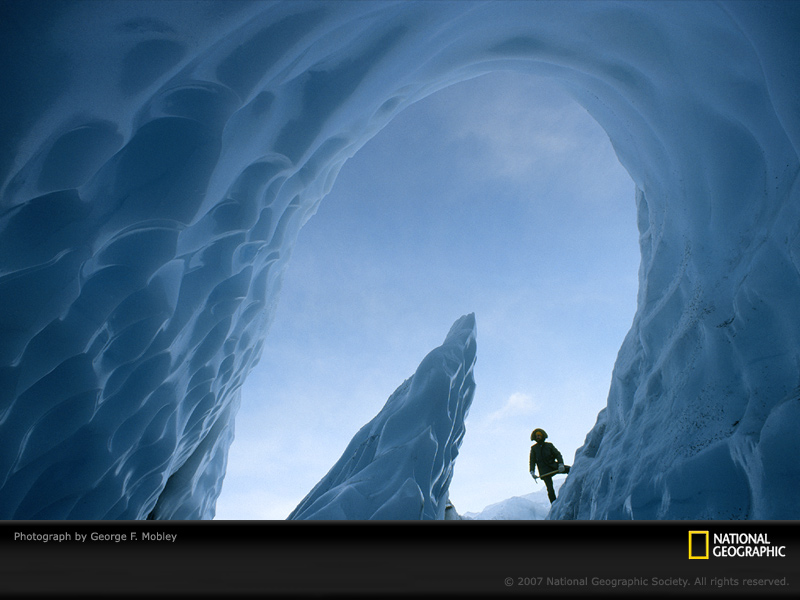 Photograph by George F. Mobley
NATIONAL
GEOGRAPHIC
© 2007 National Geographic Society. All rights reserved.